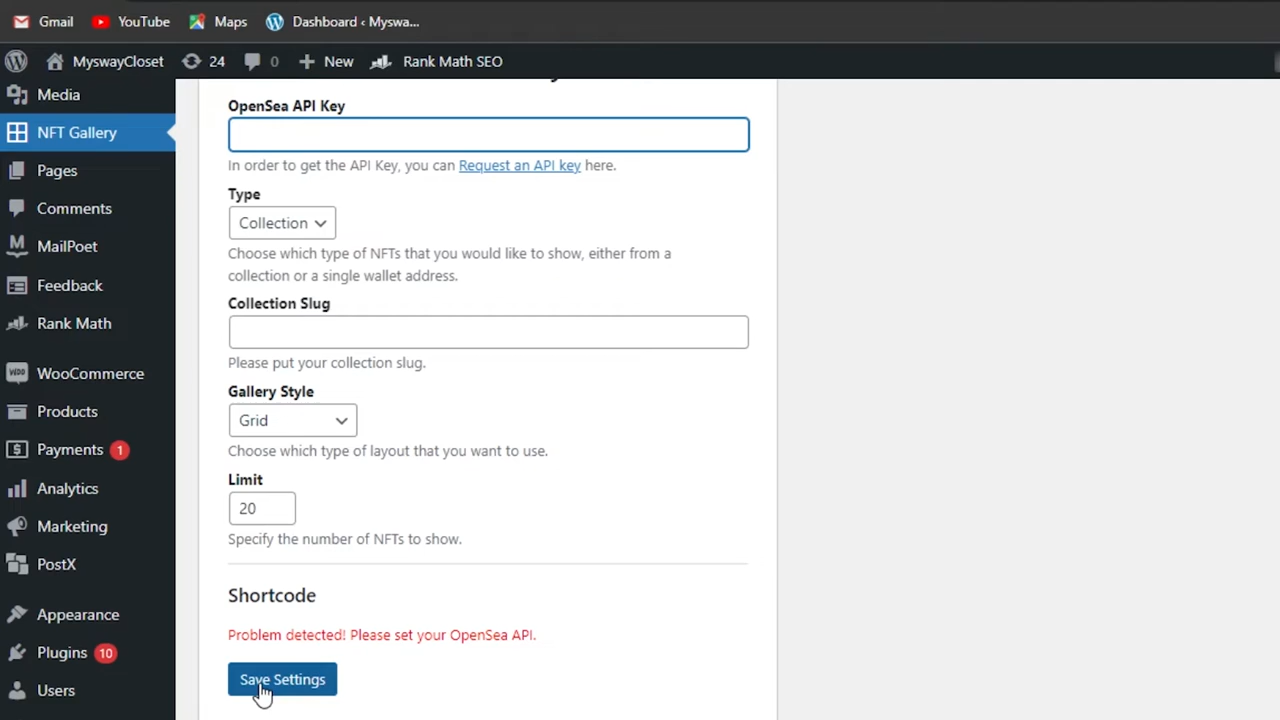 Gmail YouTube Maps Dashboard ‹ Myswa...
MyswayCloset 24 0 New Rank Math SEO
Media
NFT Gallery
Pages
Comments
MailPoet
Feedback
Rank Math
WOO WooCommerce
Products
Payments 1
Analytics
Marketing
PostX
Appearance
Plugins 10
Users
OpenSea API Key
In order to get the API Key, you can Request an API key here.
Type
Collection
Choose which type of NFTs that you would like to show, either from a
collection or a single wallet address.
Collection Slug
Please put your collection slug.
Gallery Style
Grid
Choose which type of layout that you want to use.
Limit
20
Specify the number of NFTs to show.
Shortcode
Problem detected! Please set your OpenSea API.
Save Settings